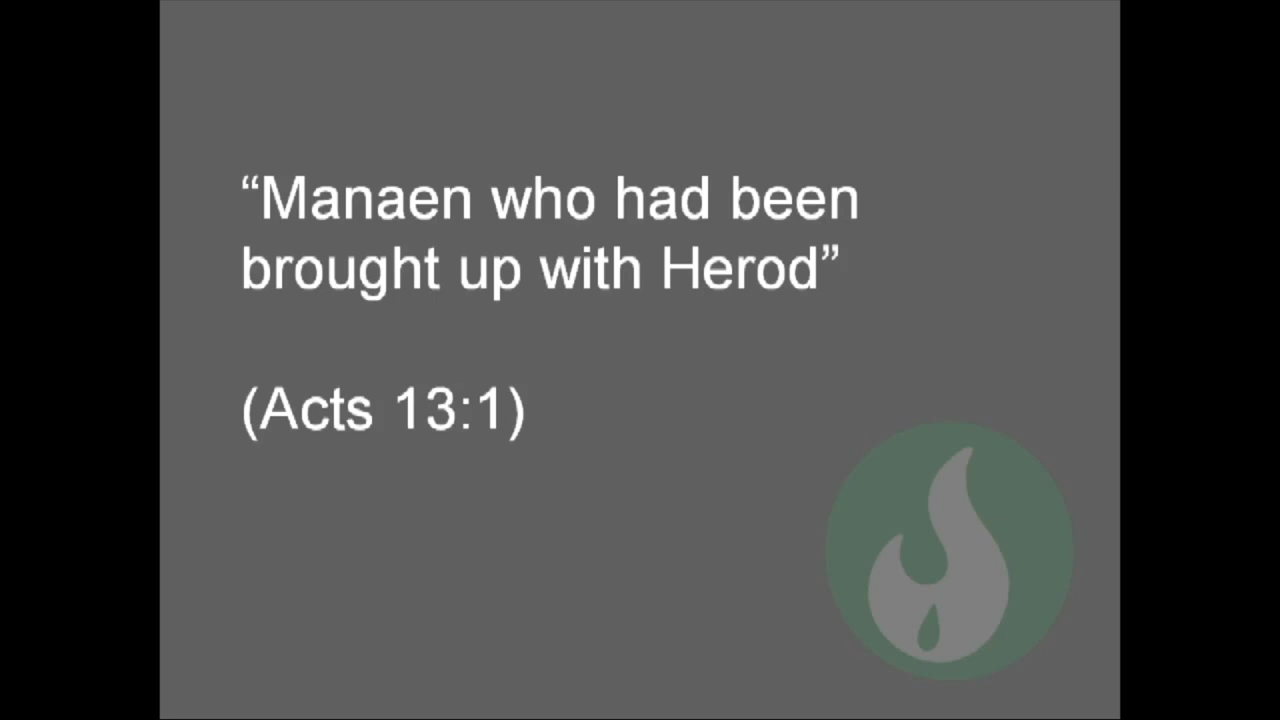 “Manaen who had been
brought up with Herod”
(Acts 13:1)